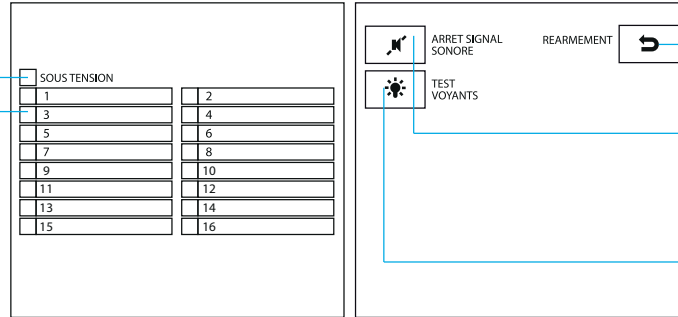 SOUS TENSION
1 2
3 4
5 6
7 8
9 10
11 12
13 14
15 16
ARRET SIGNAL
SONORE
REARMEMENT
TEST
VOYANTS